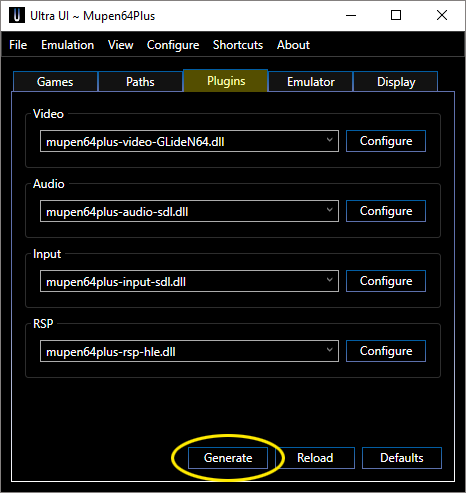 Ultra UI ~ Mupen64Plus
File Emulation View Configure Shortcuts About
Games Paths Plugins Emulator Display
Video
mupen64plus-video-GLideN64.dll Configure
Audio
mupen64plus-audio-sdl.dll Configure
Input
mupen64plus-input-sdl.dll Configure
RSP
mupen64plus-rsp-hle.dll Configure
Generate Reload Defaults